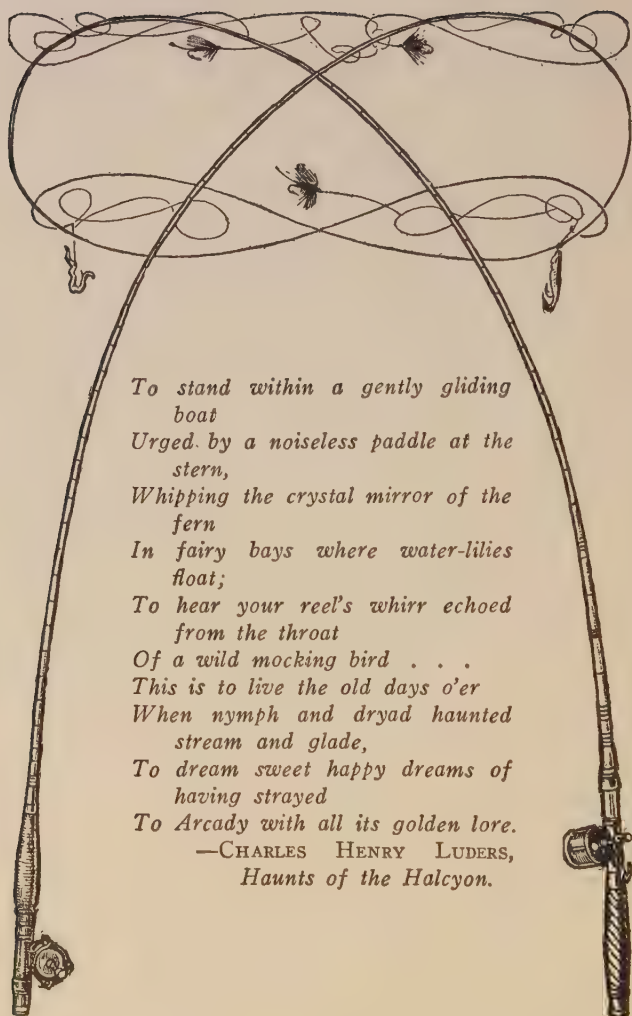 To stand within a gently gliding
boat
Urged by a noiseless paddle at the
stern,
Whipping the crystal mirror of the
fern
In fairy bays where water-lilies
float;
To hear your reel's whirr echoed
from the throat
Of a wild mocking bird . . .
This is to live the old days o'er
When nymph and dryad haunted
stream and glade,
To dream sweet happy dreams of
having strayed
To Arcady with all its golden lore.
—CHARLES HENRY LUDERS,
Haunts of the Halcyon.